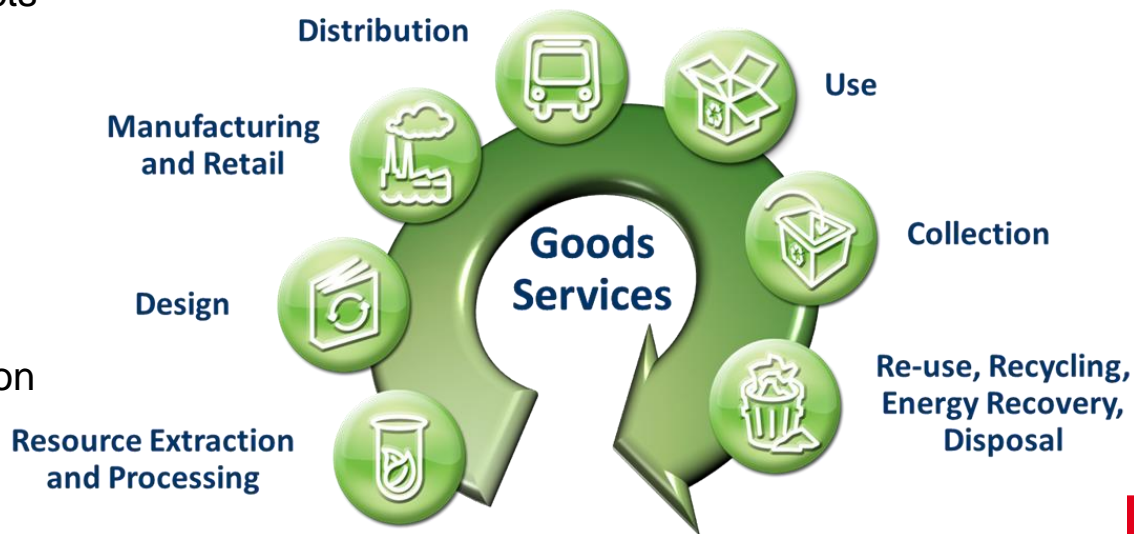 Distribution
Use
Manufacturing
and Retail
Goods
Services
Collection
Design
Re-use, Recycling,
Energy Recovery,
Disposal
Resource Extraction
and Processing